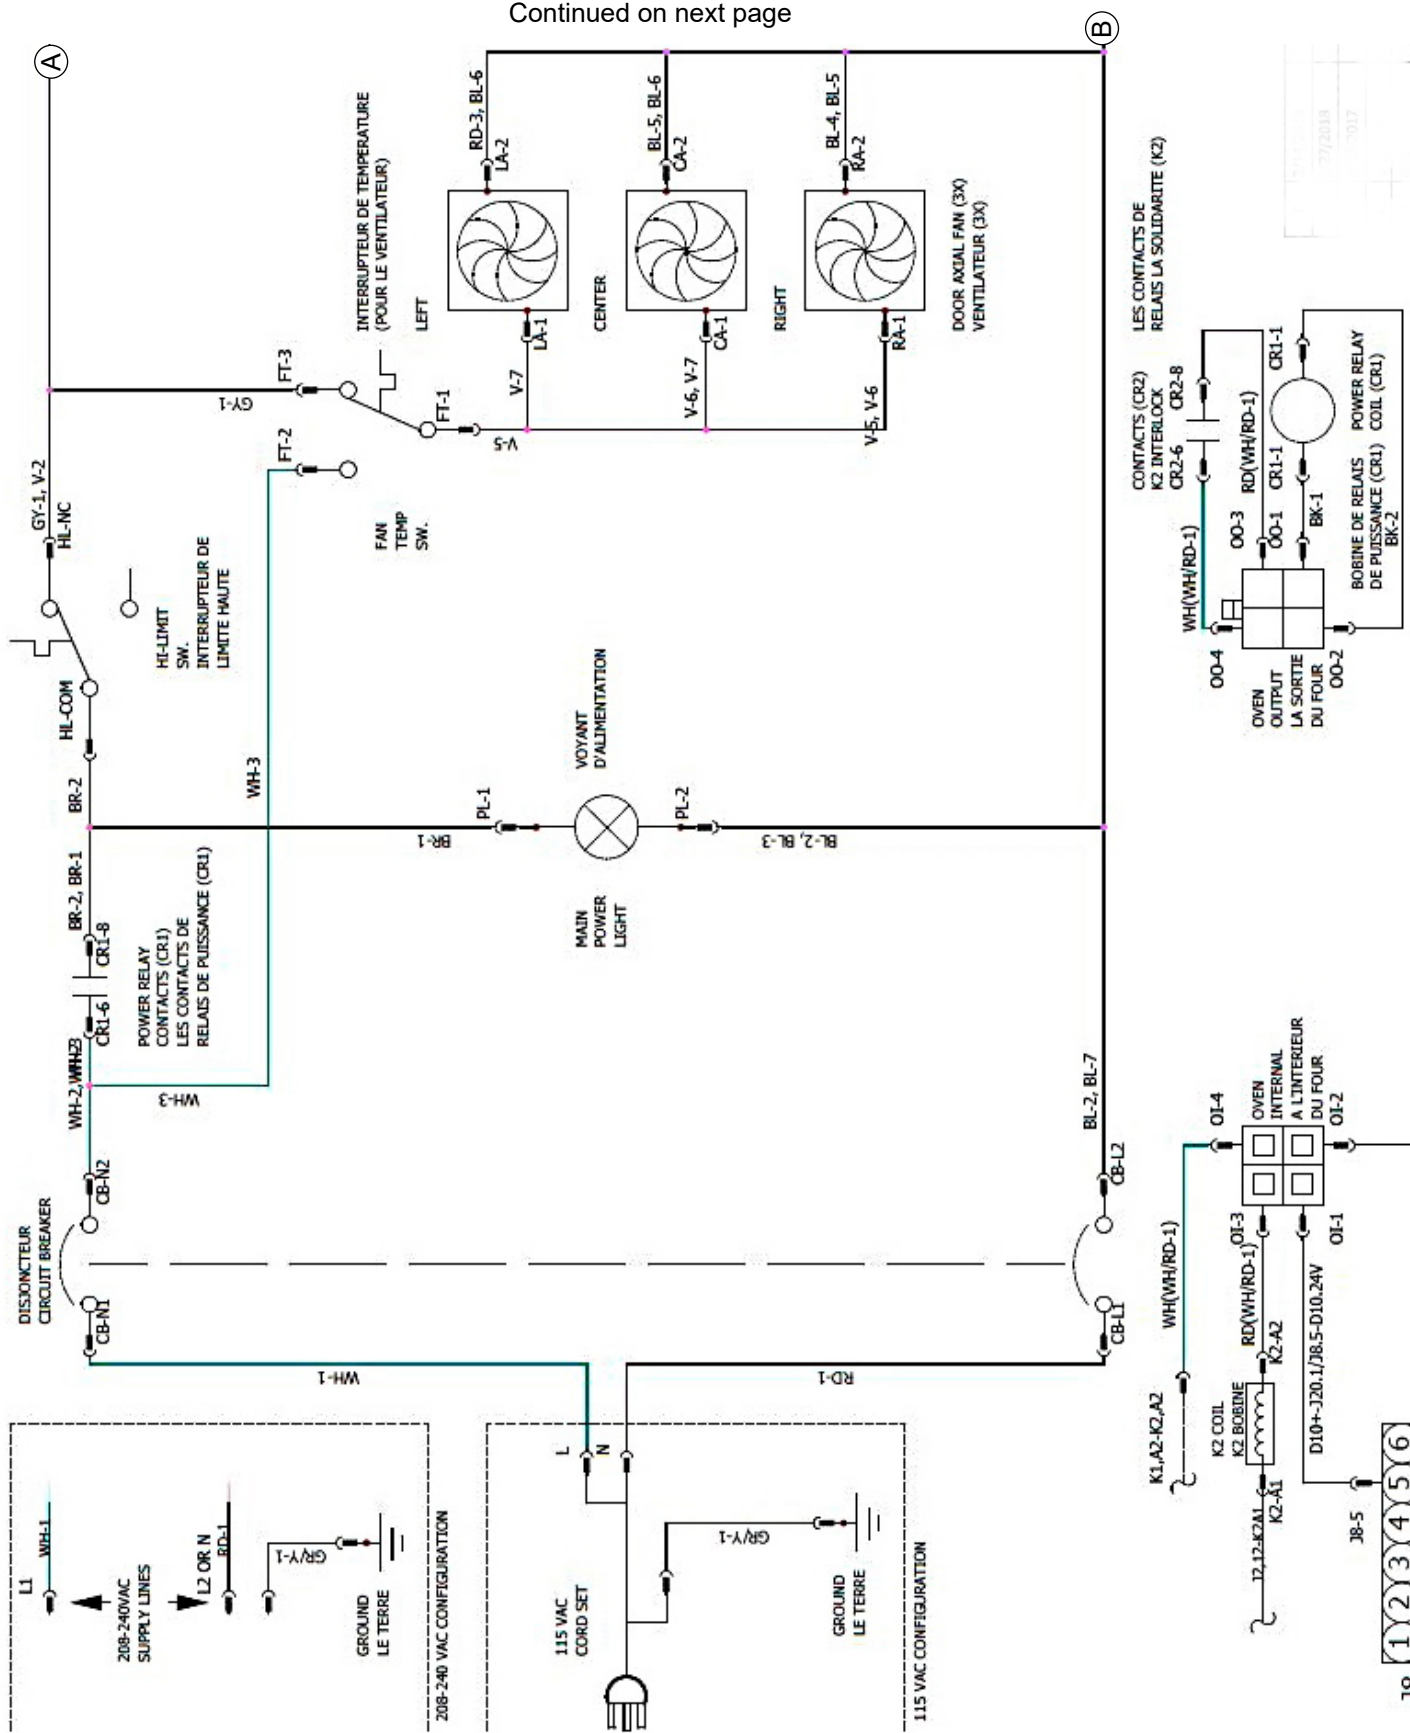 Continued on next page
A
B
GY-1, V-2
HL-NC
HL-COM
HI-LIMIT
SW.
INTERRUPTEUR DE
LIMITE HAUTE
BR-2
BR-2, BR-1
CR1-8
CR1-6
POWER RELAY
CONTACTS (CR1)
LES CONTACTS DE
RELAIS DE PUISSANCE (CR1)
WH-2,
WH-3
WH-3
CB-N2
DISJONCTEUR
CIRCUIT BREAKER
CB-N1
WH-1
GY-1
FT-3
FT-2
FT-1
INTERRUPTEUR DE TEMPERATURE
(POUR LE VENTILATEUR)
FAN
TEMP
SW.
V-5
V-7
V-6, V-7
V-5, V-6
LEFT
LA-1
LA-2
RD-3, BL-6
CENTER
CA-1
CA-2
BL-5, BL-6
RIGHT
RA-1
RA-2
BL-4, BL-5
DOOR AXIAL FAN (3X)
VENTILATEUR (3X)
BR-1
PL-1
VOYANT
D'ALIMENTATION
MAIN
POWER
LIGHT
PL-2
BL-2, BL-3
BL-2, BL-7
CB-L2
CB-L1
RD-1
L1
WH-1
208-240VAC
SUPPLY LINES
L2 OR N
RD-1
GR/Y-1
GROUND
LE TERRE
208-240 VAC CONFIGURATION
L
N
115 VAC
CORD SET
GR/Y-1
GROUND
LE TERRE
115 VAC CONFIGURATION
LES CONTACTS DE
RELAIS LA SOLIDARITE (K2)
CONTACTS (CR2)
K2 INTERLOCK
CR2-6
CR2-8
WH(WH/RD-1)
RD(WH/RD-1)
OO-4
OO-3
OO-1
OO-2
CR1-1
CR1-1
BK-1
POWER RELAY
COIL (CR1)
BOBINE DE RELAIS
DE PUISSANCE (CR1)
BK-2
OVEN
OUTPUT
LA SORTIE
DU FOUR
OI-4
OVEN
INTERNAL
A L'INTERIEUR
DU FOUR
OI-2
OI-3
OI-1
WH(WH/RD-1)
RD(WH/RD-1)
K1,A2-K2,A2
K2-A2
K2 COIL
K2 BOBINE
K2-A1
J2,12-K2A1
D10+-J20.1/J8.5-D10.24V
J8-5
1 2 3 4 5 6
2017